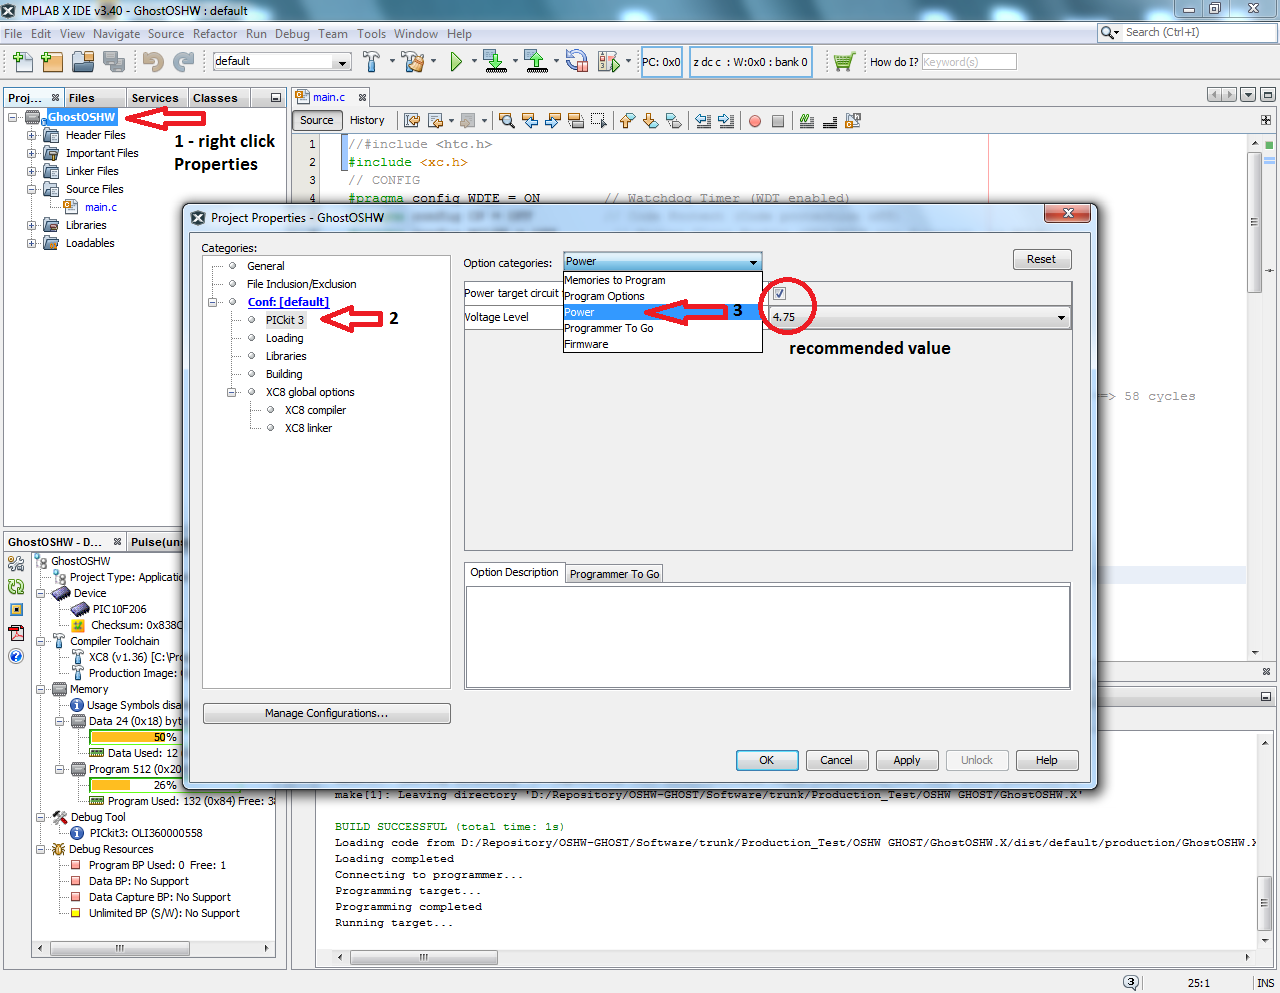 MPLAB X IDE v3.40 - GhostOSHW : default
File Edit View Navigate Source Refactor Run Debug Team Tools Window Help
Search (Ctrl+I)
default
PC: 0x0
z dc c : W:0x0 : bank 0
How do I? Keyword(s)
Proj... Files Services Classes
main.c
GhostOSHW
Header Files
Important Files
Linker Files
Source Files
main.c
Libraries
Loadables
1 - right click
Properties
Source History
1 //#include <htc.h>
2 #include <xc.h>
3 // CONFIG
4 #pragma config WDTE = ON // Watchdog Timer (WDT enabled)
=> 58 cycles
Project Properties - GhostOSHW
Categories:
General
File Inclusion/Exclusion
Conf: [default]
PICkit 3
2
Loading
Libraries
Building
XC8 global options
XC8 compiler
XC8 linker
Manage Configurations...
Option categories: Power
Reset
Memories to Program
Program Options
Power
Programmer To Go
Firmware
3
Power target circuit
Voltage Level
4.75
recommended value
Option Description Programmer To Go
OK Cancel Apply Unlock Help
GhostOSHW - D... Pulse(un
GhostOSHW
Project Type: Applicatio
Device
PIC10F206
Checksum: 0x838C
Compiler Toolchain
XC8 (v1.36) [C:\Pr
Production Image:
Memory
Usage Symbols disa
Data 24 (0x18) byt
50%
Data Used: 12
Program 512 (0x20
26%
Program Used: 132 (0x84) Free: 38
Debug Tool
PICkit3: OLI360000558
Debug Resources
Program BP Used: 0 Free: 1
Data BP: No Support
Data Capture BP: No Support
Unlimited BP (S/W): No Support
make[1]: Leaving directory 'D:/Repository/OSHW-GHOST/Software/trunk/Production_Test/OSHW GHOST/GhostOSHW.X'
BUILD SUCCESSFUL (total time: 1s)
Loading code from D:/Repository/OSHW-GHOST/Software/trunk/Production_Test/OSHW GHOST/GhostOSHW.X/dist/default/production/GhostOSHW.X
Loading completed
Connecting to programmer...
Programming target...
Programming completed
Running target...
3
25:1
INS